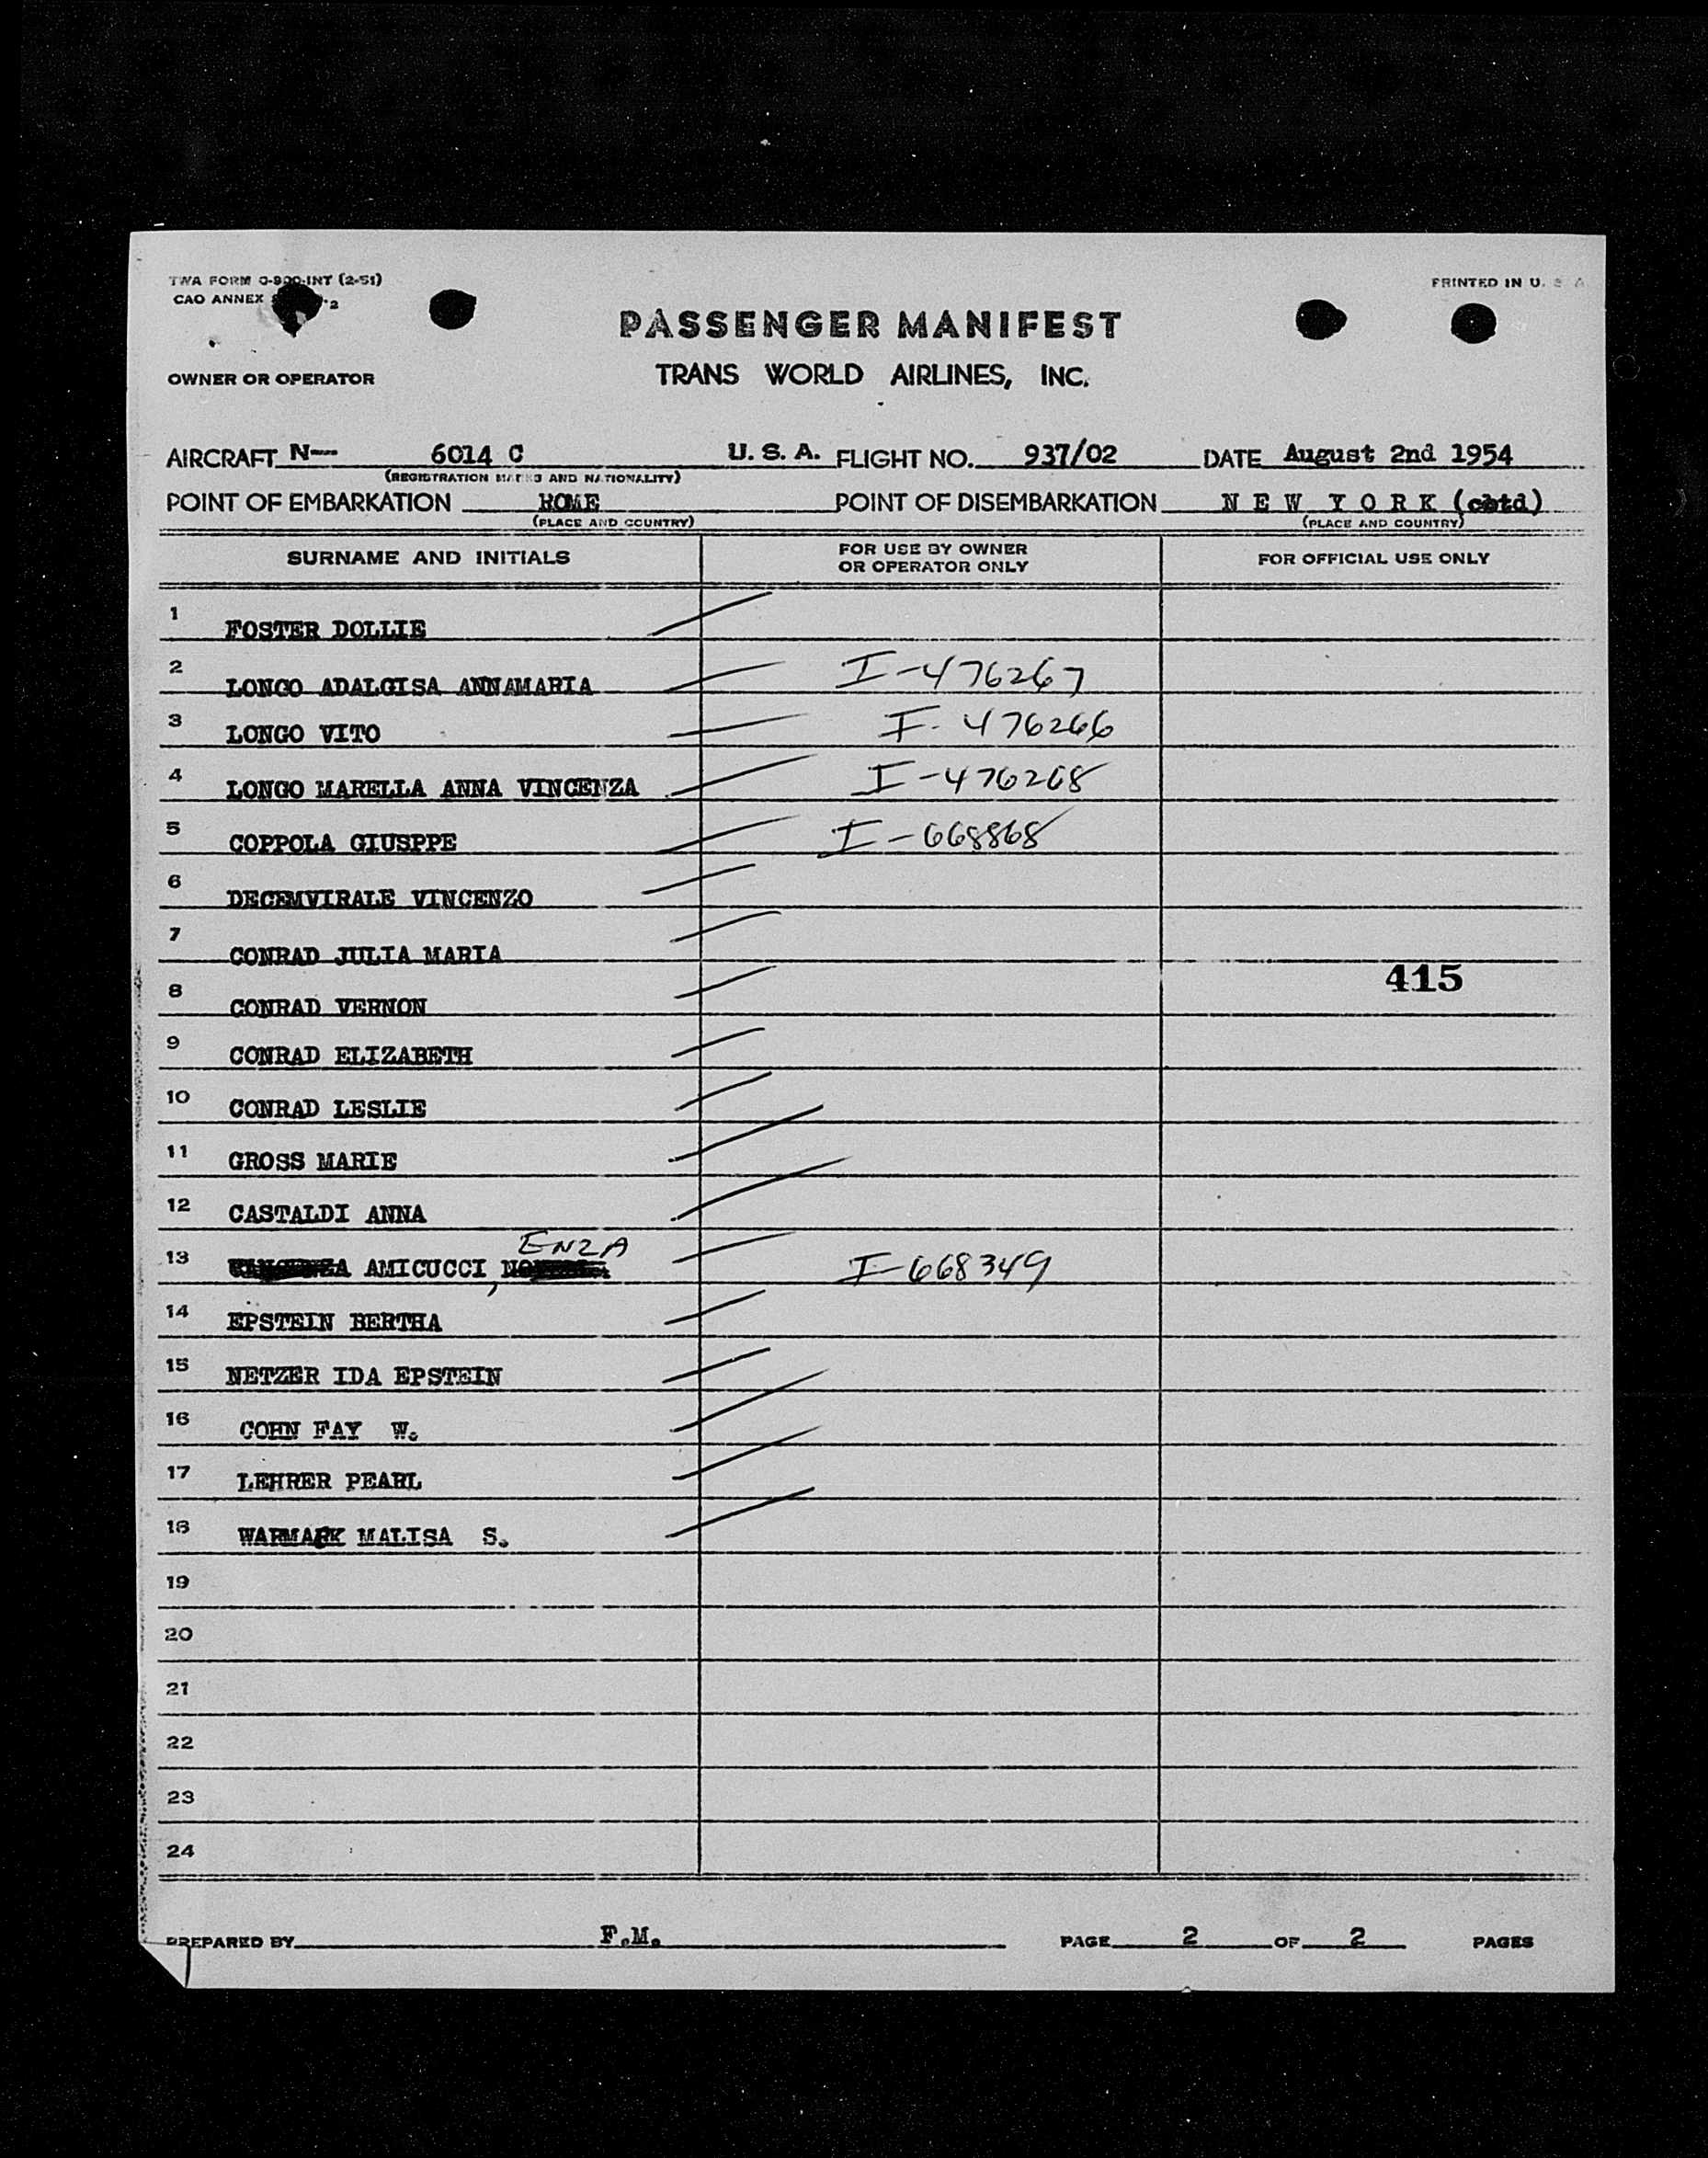 TWA FORM O-900-INT (2-51)
PRINTED IN U. S. A
CAO ANNEX
PASSENGER MANIFEST
OWNER OR OPERATOR
TRANS WORLD AIRLINES, INC.
AIRCRAFT N-- 6014 C U. S. A. FLIGHT NO. 937/02 DATE August 2nd 1954
(REGISTRATION MARKS AND NATIONALITY)
POINT OF EMBARKATION ROME POINT OF DISEMBARKATION N E W Y O R K
(PLACE AND COUNTRY) (PLACE AND COUNTRY)
SURNAME AND INITIALS FOR USE BY OWNER OR OPERATOR ONLY FOR OFFICIAL USE ONLY
1 FOSTER DOLLIE
2 LONGO ADALGISA ANNAMARIA I-476267
3 LONGO VITO I-476266
4 LONGO MARELLA ANNA VINCENZA I-476268
5 COPPOLA GIUSPPE I-668868
6 DECEMVIRALE VINCENZO
7 CONRAD JULIA MARIA
415
8 CONRAD VERNON
9 CONRAD ELIZABETH
10 CONRAD LESLIE
11 GROSS MARIE
12 CASTALDI ANNA
13 AMICUCCI, ENZA I-668349
14 EPSTEIN BERTHA
15 NETZER IDA EPSTEIN
16 COHN FAY W.
17 LEHRER PEARL
18 WARMARK MALISA S.
19
20
21
22
23
24
PREPARED BY F.M. PAGE 2 OF 2 PAGES